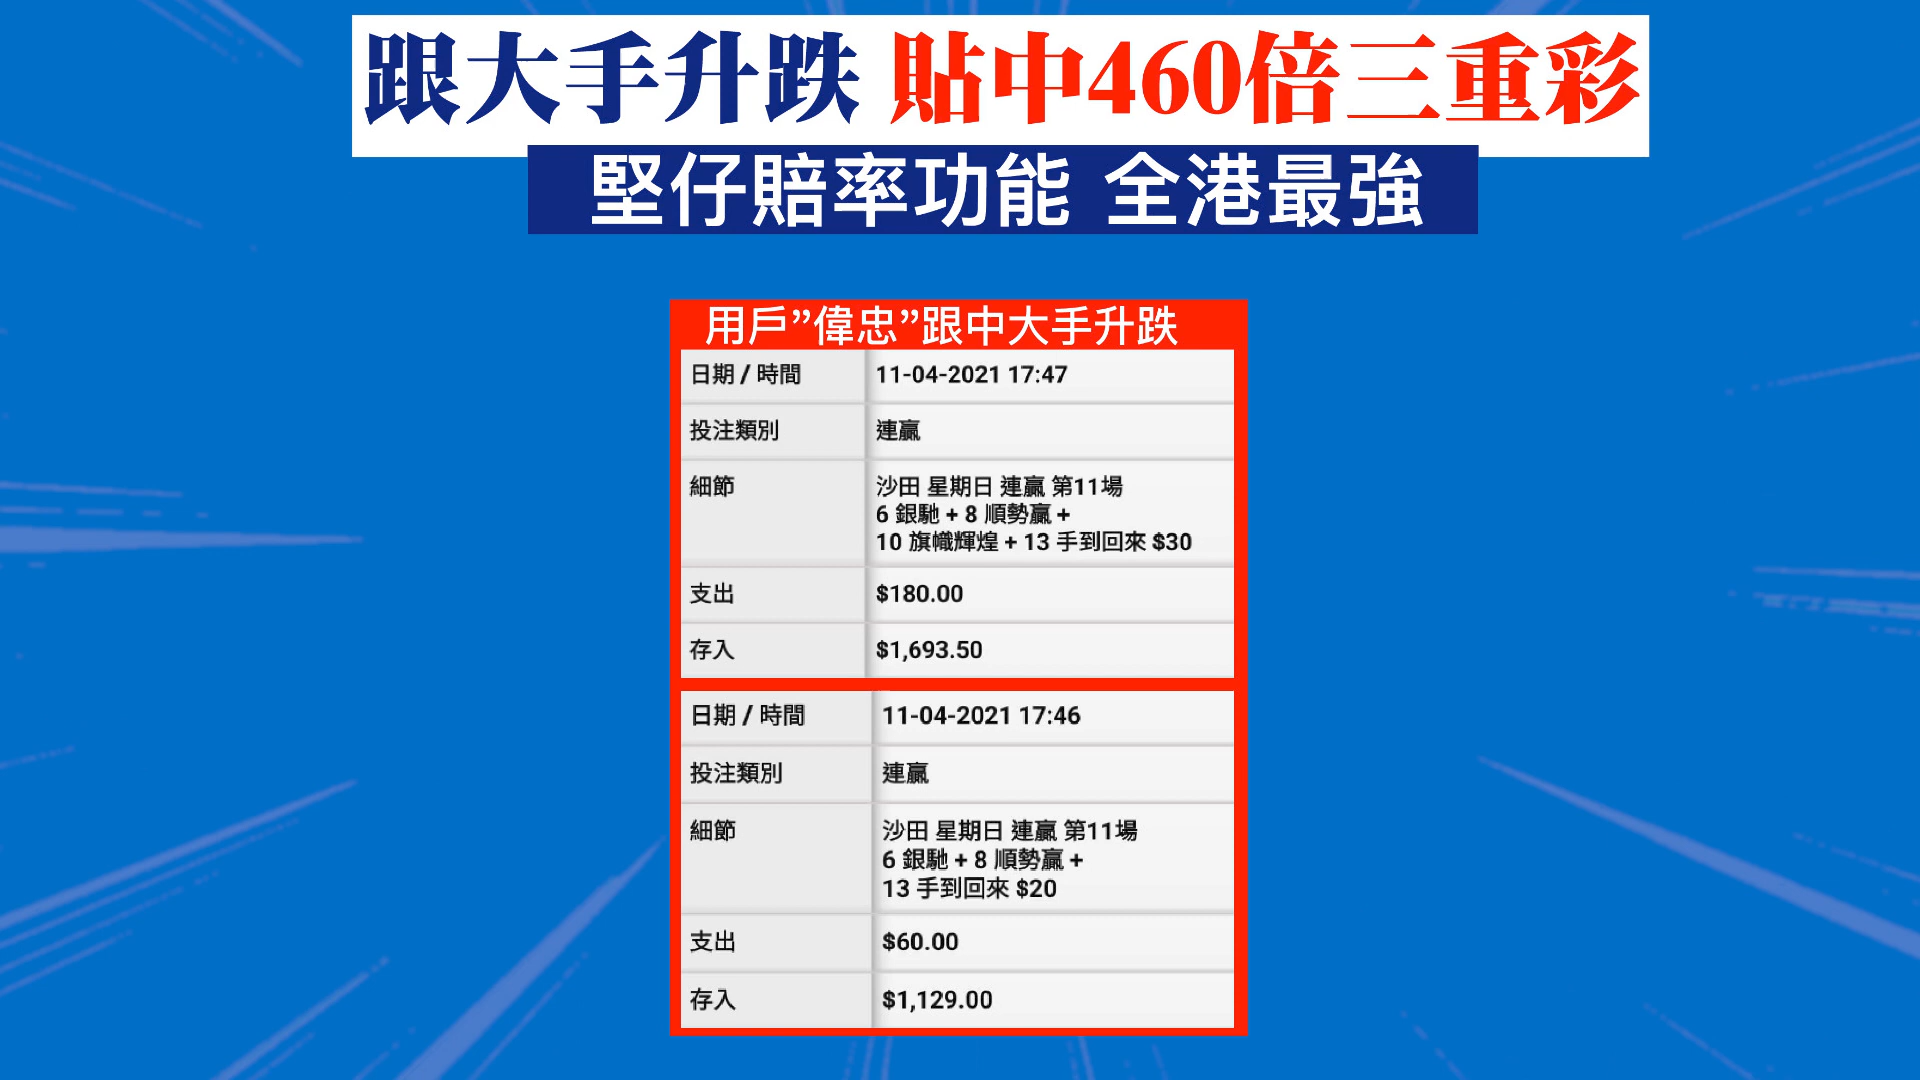 跟大手升跌 貼中460倍三重彩
堅仔賠率功能 全港最強
用戶”偉忠”跟中大手升跌
日期 / 時間 11-04-2021 17:47
投注類別 連贏
細節 沙田 星期日 連贏 第11場
6 銀馳 + 8 順勢贏 +
10 旗幟輝煌 + 13 手到回來 $30
支出 $180.00
存入 $1,693.50
日期 / 時間 11-04-2021 17:46
投注類別 連贏
細節 沙田 星期日 連贏 第11場
6 銀馳 + 8 順勢贏 +
13 手到回來 $20
支出 $60.00
存入 $1,129.00